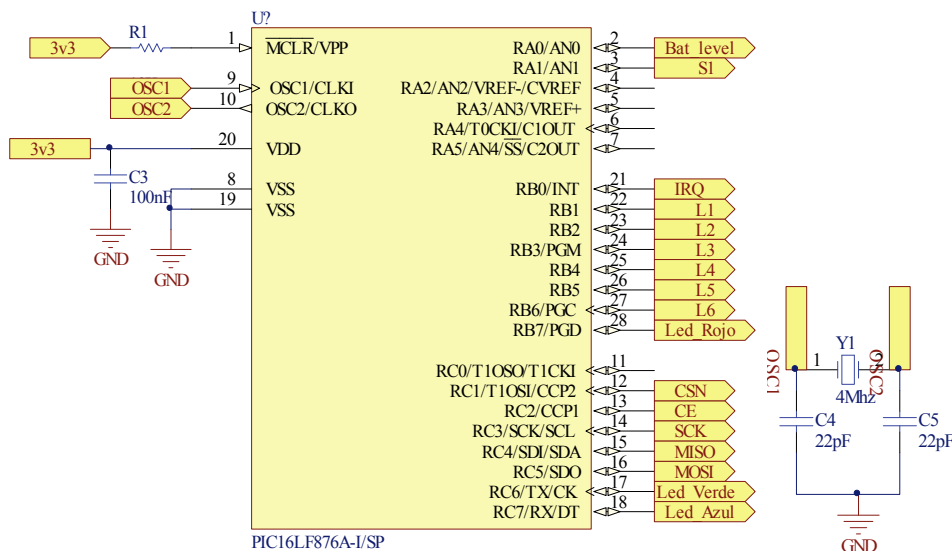 U?
3v3
R1
1
MCLR/VPP
RA0/AN0
2
Bat_level
RA1/AN1
3
S1
OSC1
9
OSC1/CLKI
RA2/AN2/VREF-/CVREF
4
OSC2
10
OSC2/CLKO
RA3/AN3/VREF+
5
RA4/T0CKI/C1OUT
6
3v3
20
VDD
RA5/AN4/SS/C2OUT
7
C3
100nF
GND
8
VSS
RB0/INT
21
IRQ
19
VSS
RB1
22
L1
GND
RB2
23
L2
RB3/PGM
24
L3
RB4
25
L4
RB5
26
L5
RB6/PGC
27
L6
RB7/PGD
28
Led_Rojo
RC0/T1OSO/T1CKI
11
RC1/T1OSI/CCP2
12
CSN
RC2/CCP1
13
CE
RC3/SCK/SCL
14
SCK
RC4/SDI/SDA
15
MISO
RC5/SDO
16
MOSI
RC6/TX/CK
17
Led_Verde
RC7/RX/DT
18
Led_Azul
PIC16LF876A-I/SP
OSC1
1
Y1
4Mhz
2
OSC2
C4
22pF
C5
22pF
GND